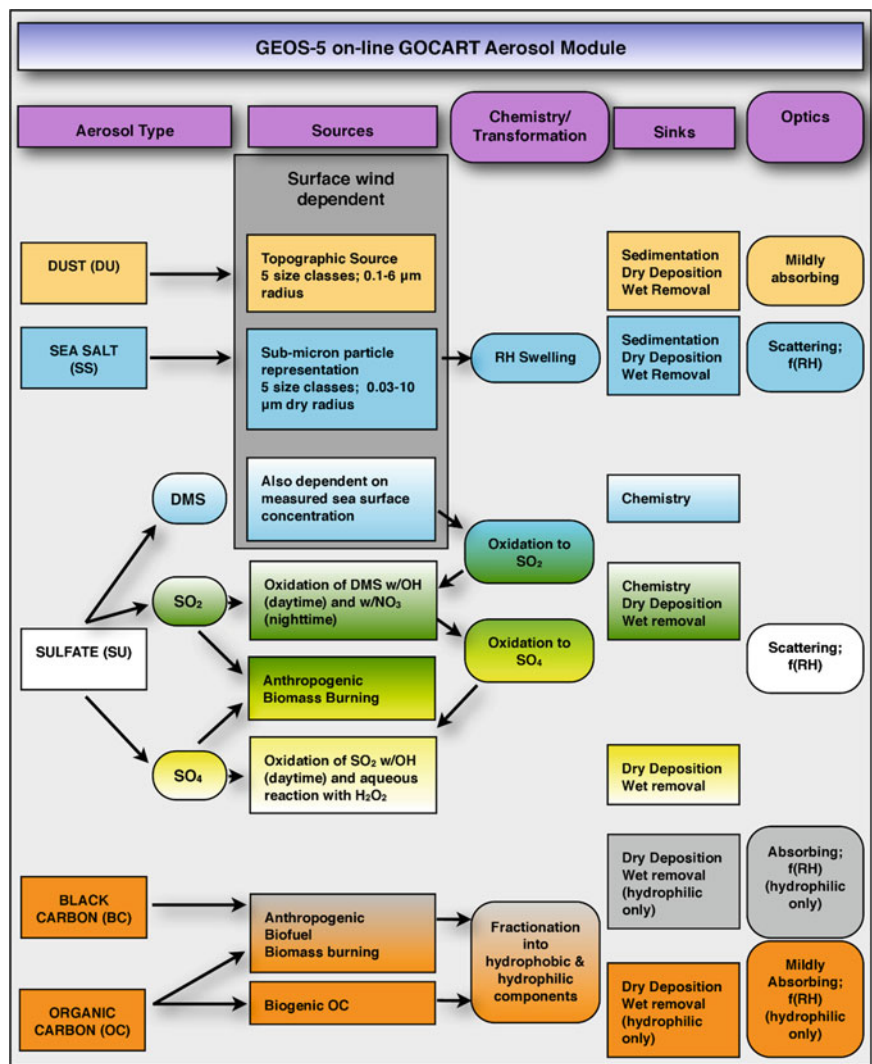 GEOS-5 on-line GOCART Aerosol Module
Aerosol Type
Sources
Chemistry/
Transformation
Sinks
Optics
Surface wind
dependent
DUST (DU)
Topographic Source
5 size classes; 0.1-6 µm
radius
Sedimentation
Dry Deposition
Wet Removal
Mildly
absorbing
SEA SALT
(SS)
Sub-micron particle
representation
5 size classes; 0.03-10
µm dry radius
RH Swelling
Sedimentation
Dry Deposition
Wet Removal
Scattering;
f(RH)
DMS
Also dependent on
measured sea surface
concentration
Chemistry
Oxidation to
SO₂
SO₂
Oxidation of DMS w/OH
(daytime) and w/NO₃
(nighttime)
Chemistry
Dry Deposition
Wet removal
SULFATE (SU)
Oxidation to
SO₄
Scattering;
f(RH)
Anthropogenic
Biomass Burning
SO₄
Oxidation of SO₂ w/OH
(daytime) and aqueous
reaction with H₂O₂
Dry Deposition
Wet removal
BLACK
CARBON (BC)
Anthropogenic
Biofuel
Biomass burning
Fractionation
into
hydrophobic &
hydrophilic
components
Dry Deposition
Wet removal
(hydrophilic
only)
Absorbing;
f(RH)
(hydrophilic
only)
ORGANIC
CARBON (OC)
Biogenic OC
Dry Deposition
Wet removal
(hydrophilic
only)
Mildly
Absorbing;
f(RH)
(hydrophilic
only)